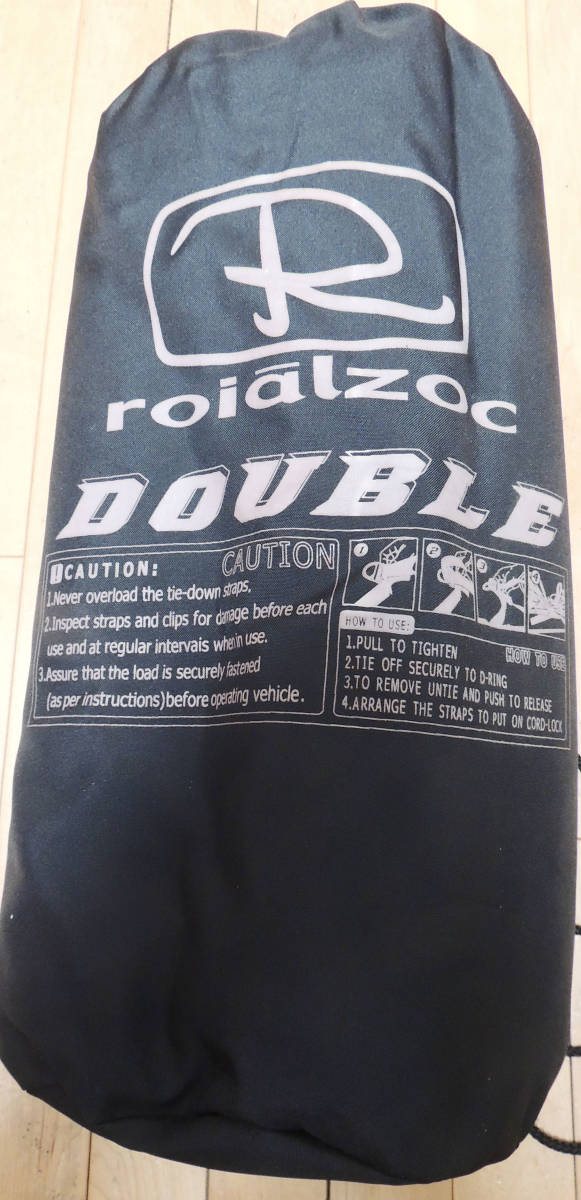 R
roiālzoc
DOUBLE
! CAUTION: CAUTION
1.Never overload the tie-down straps,
2.Inspect straps and clips for damage before each
use and at regular intervais when in use.
3.Assure that the load is securely fastened
(as per instructions)before operating vehicle.
1 2 3
HOW TO USE:
HOW TO USE
1.PULL TO TIGHTEN
2.TIE OFF SECURELY TO D-RING
3.TO REMOVE UNTIE AND PUSH TO RELEASE
4.ARRANGE THE STRAPS TO PUT ON CORD-LOCK